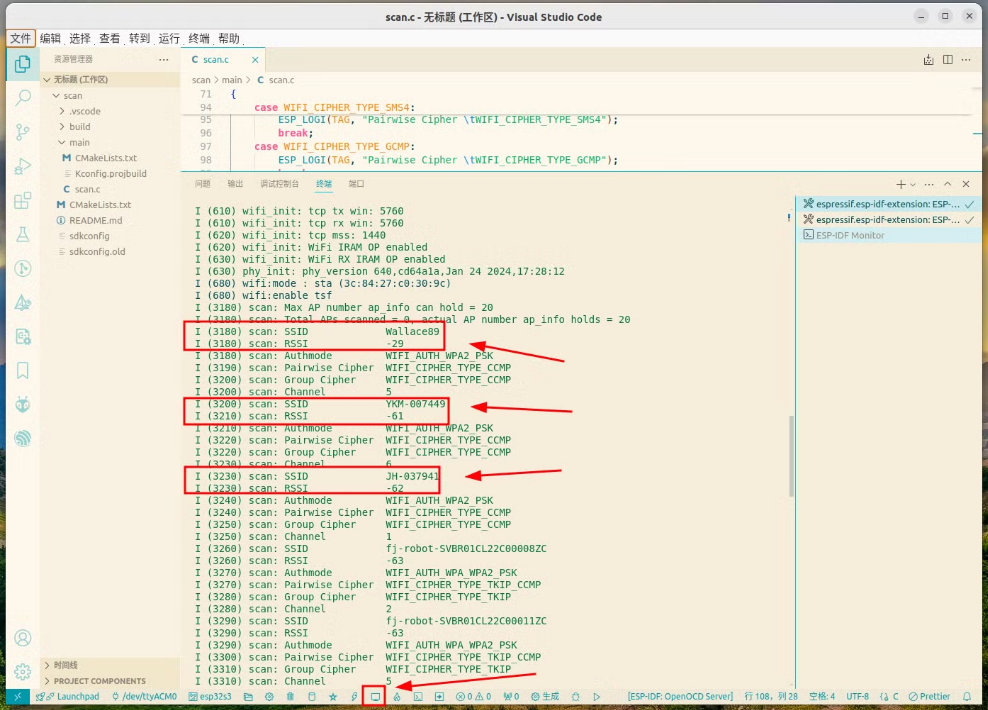 scan.c - 无标题 (工作区) - Visual Studio Code
文件 编辑 选择 查看 转到 运行 终端 帮助
资源管理器
无标题 (工作区)
scan
.vscode
build
main
CMakeLists.txt
Kconfig.projbuild
scan.c
CMakeLists.txt
README.md
sdkconfig
sdkconfig.old
时间线
PROJECT COMPONENTS
scan.c
scan > main > C scan.c
71 {
94 case WIFI_CIPHER_TYPE_SMS4:
95 ESP_LOGI(TAG, "Pairwise Cipher \tWIFI_CIPHER_TYPE_SMS4");
96 break;
97 case WIFI_CIPHER_TYPE_GCMP:
98 ESP_LOGI(TAG, "Pairwise Cipher \tWIFI_CIPHER_TYPE_GCMP");
问题 输出 调试控制台 终端 端口
I (610) wifi_init: tcp tx win: 5760
I (610) wifi_init: tcp rx win: 5760
I (620) wifi_init: tcp mss: 1440
I (620) wifi_init: WiFi IRAM OP enabled
I (630) wifi_init: WiFi RX IRAM OP enabled
I (630) phy_init: phy_version 640,cd64a1a,Jan 24 2024,17:28:12
I (680) wifi:mode : sta (3c:84:27:c0:30:9c)
I (680) wifi:enable tsf
I (3180) scan: Max AP number ap_info can hold = 20
I (3180) scan: Total APs scanned = 0, actual AP number ap_info holds = 20
I (3180) scan: SSID Wallace89
I (3180) scan: RSSI -29
I (3180) scan: Authmode WIFI_AUTH_WPA2_PSK
I (3190) scan: Pairwise Cipher WIFI_CIPHER_TYPE_CCMP
I (3200) scan: Group Cipher WIFI_CIPHER_TYPE_CCMP
I (3200) scan: Channel 5
I (3200) scan: SSID YKM-007449
I (3210) scan: RSSI -61
I (3210) scan: Authmode WIFI_AUTH_WPA2_PSK
I (3220) scan: Pairwise Cipher WIFI_CIPHER_TYPE_CCMP
I (3220) scan: Group Cipher WIFI_CIPHER_TYPE_CCMP
I (3230) scan: Channel 6
I (3230) scan: SSID JH-037941
I (3230) scan: RSSI -62
I (3240) scan: Authmode WIFI_AUTH_WPA2_PSK
I (3240) scan: Pairwise Cipher WIFI_CIPHER_TYPE_CCMP
I (3250) scan: Group Cipher WIFI_CIPHER_TYPE_CCMP
I (3250) scan: Channel 1
I (3260) scan: SSID fj-robot-SVBR01CL22C00008ZC
I (3260) scan: RSSI -63
I (3260) scan: Authmode WIFI_AUTH_WPA_WPA2_PSK
I (3270) scan: Pairwise Cipher WIFI_CIPHER_TYPE_TKIP_CCMP
I (3280) scan: Group Cipher WIFI_CIPHER_TYPE_TKIP
I (3280) scan: Channel 2
I (3290) scan: SSID fj-robot-SVBR01CL22C00011ZC
I (3290) scan: RSSI -63
I (3290) scan: Authmode WIFI_AUTH_WPA_WPA2_PSK
I (3300) scan: Pairwise Cipher WIFI_CIPHER_TYPE_TKIP_CCMP
I (3310) scan: Group Cipher WIFI_CIPHER_TYPE_TKIP
I (3310) scan: Channel 5
espressif.esp-idf-extension: ESP-...
espressif.esp-idf-extension: ESP-...
ESP-IDF Monitor
Launchpad /dev/ttyACM0 esp32s3 0 0 0 生成 [ESP-IDF: OpenOCD Server] 行 108，列 28 空格: 4 UTF-8 {} C Prettier